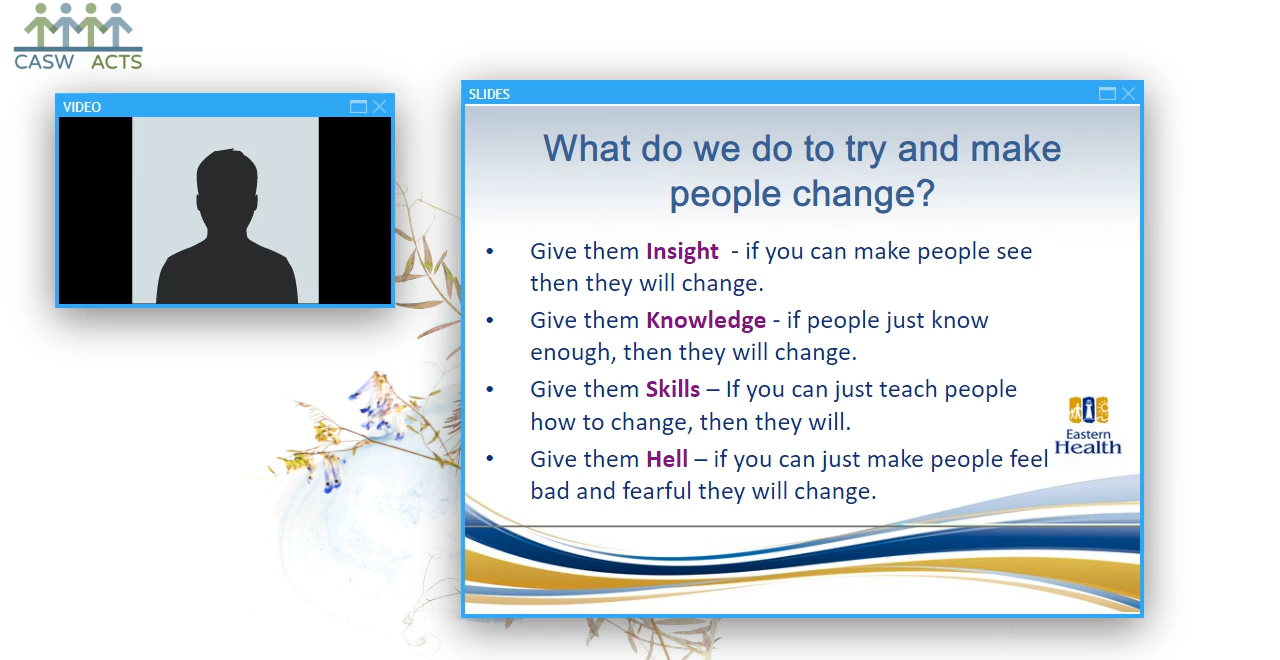 CASW ACTS
VIDEO
SLIDES
What do we do to try and make
people change?
• Give them Insight - if you can make people see
then they will change.
• Give them Knowledge - if people just know
enough, then they will change.
• Give them Skills – If you can just teach people
how to change, then they will.
• Give them Hell – if you can just make people feel
bad and fearful they will change.
Eastern
Health